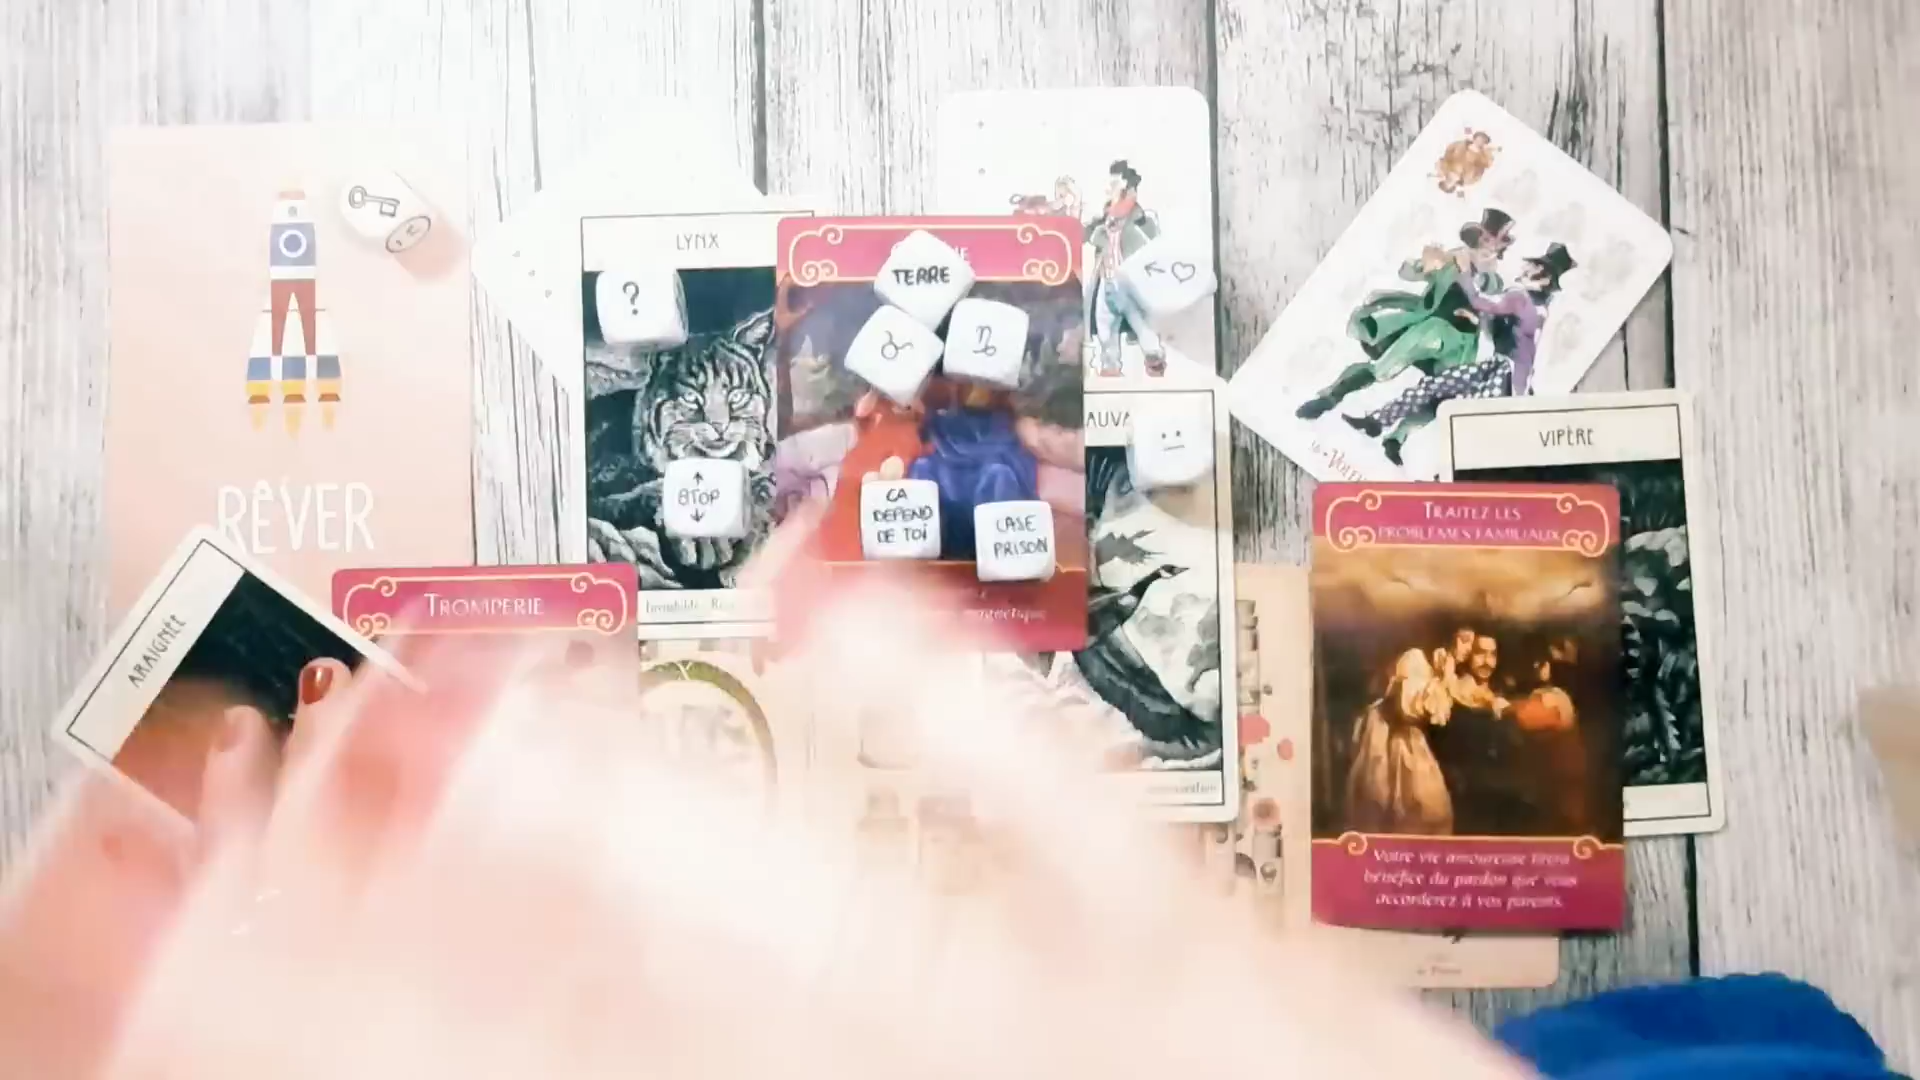 RÊVER
ARAIGNÉE
TROMPERIE
LYNX
?
STOP
TERRE
ÇA
DEPEND
DE TOI
CASE
PRISON
VIPÈRE
TRAITEZ LES
PROBLÈMES FAMILIAUX
Votre vie amoureuse tirera
bénéfice du pardon que vous
accorderez à vos parents.